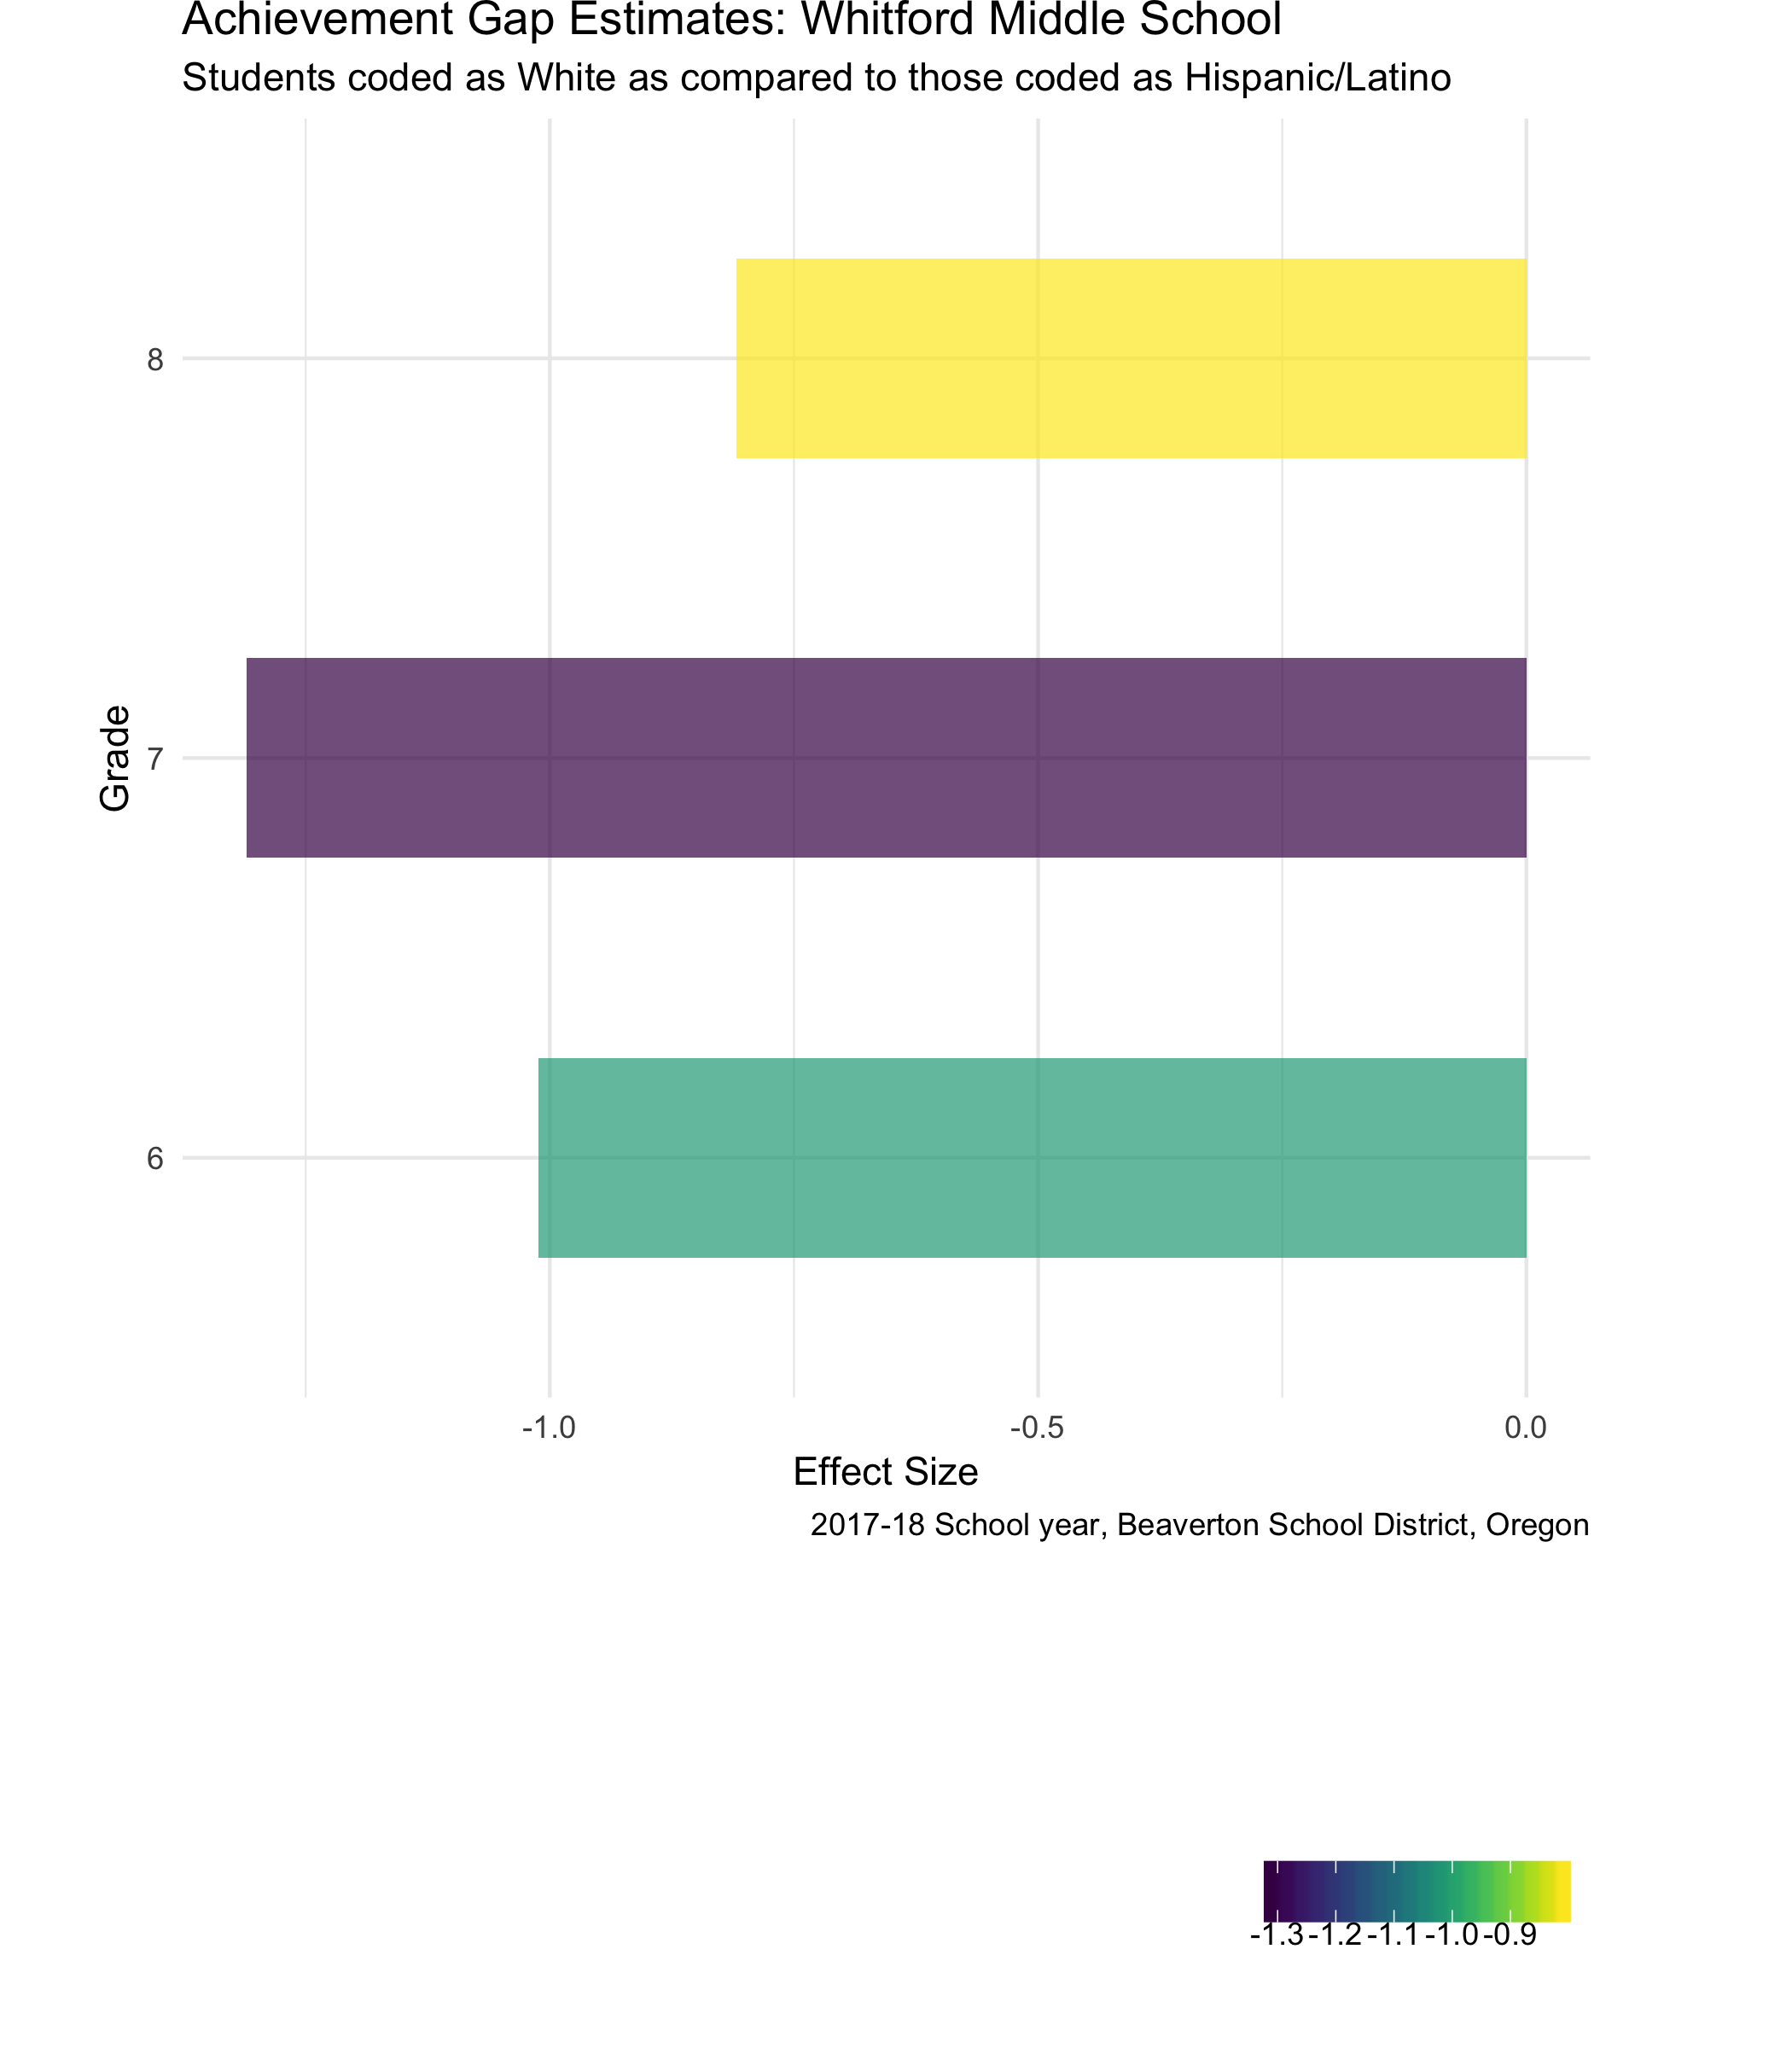 Achievement Gap Estimates: Whitford Middle School
Students coded as White as compared to those coded as Hispanic/Latino
8
7
6
Grade
-1.0 -0.5 0.0
Effect Size
2017-18 School year, Beaverton School District, Oregon
-1.3 -1.2 -1.1 -1.0 -0.9